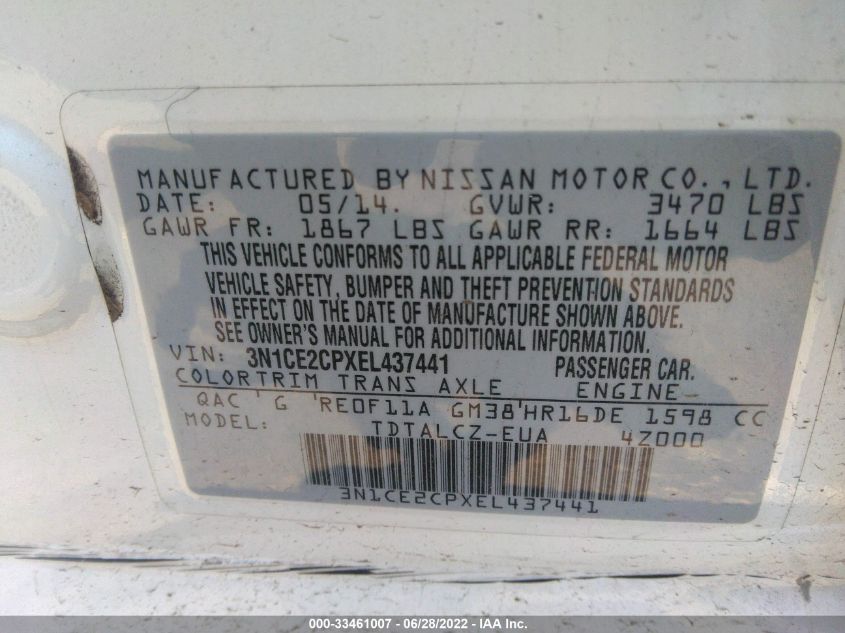 MANUFACTURED BY NISSAN MOTOR CO., LTD.
DATE: 05/14. GVWR: 3470 LBS
GAWR FR: 1867 LBS GAWR RR: 1664 LBS
THIS VEHICLE CONFORMS TO ALL APPLICABLE FEDERAL MOTOR
VEHICLE SAFETY, BUMPER AND THEFT PREVENTION STANDARDS
IN EFFECT ON THE DATE OF MANUFACTURE SHOWN ABOVE.
SEE OWNER'S MANUAL FOR ADDITIONAL INFORMATION.
VIN: 3N1CE2CPXEL437441 PASSENGER CAR.
COLORTRIM TRANS AXLE ENGINE
QAC ' G 'RE0F11A GM38'HR16DE 1598 CC
MODEL: TDTALCZ-EUA 4Z000
3N1CE2CPXEL437441
000-33461007 - 06/28/2022 - IAA Inc.